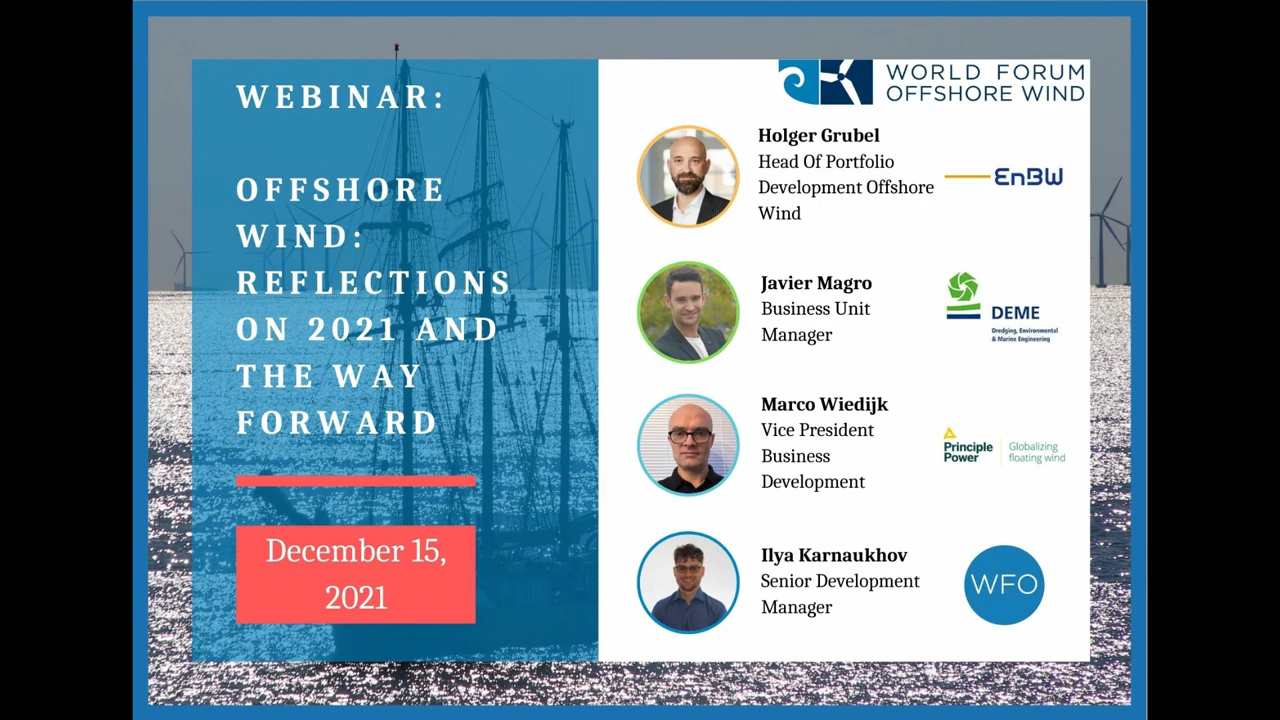 WEBINAR:
OFFSHORE
WIND:
REFLECTIONS
ON 2021 AND
THE WAY
FORWARD
December 15,
2021
WORLD FORUM
OFFSHORE WIND
Holger Grubel
Head Of Portfolio
Development Offshore
Wind
EnBW
Javier Magro
Business Unit
Manager
DEME
Dredging, Environmental
& Marine Engineering
Marco Wiedijk
Vice President
Business
Development
Principle
Power
Globalizing
floating wind
Ilya Karnaukhov
Senior Development
Manager
WFO